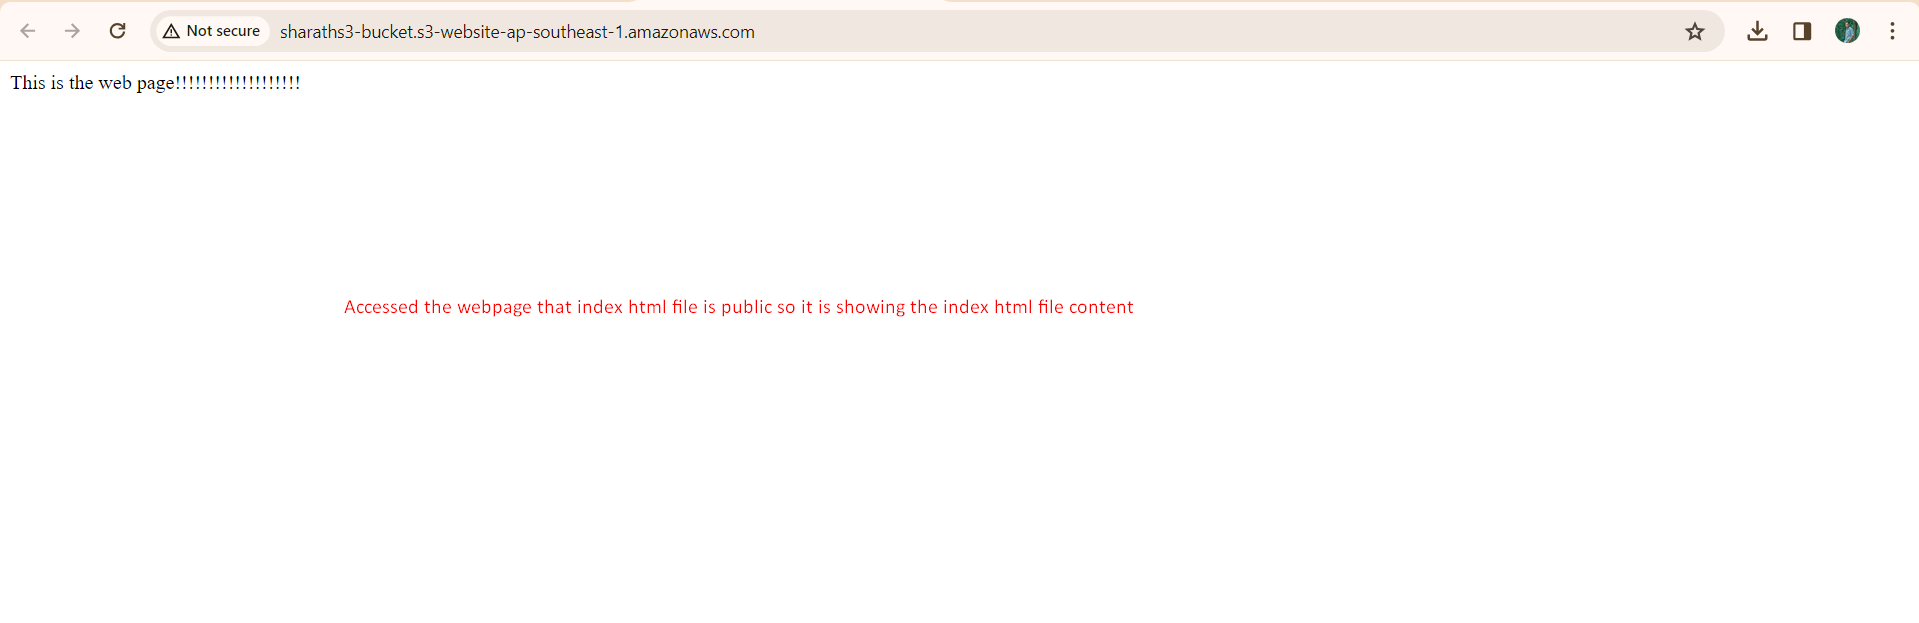 Not secure
sharaths3-bucket.s3-website-ap-southeast-1.amazonaws.com
This is the web page!!!!!!!!!!!!!!!!!!!
Accessed the webpage that index html file is public so it is showing the index html file content